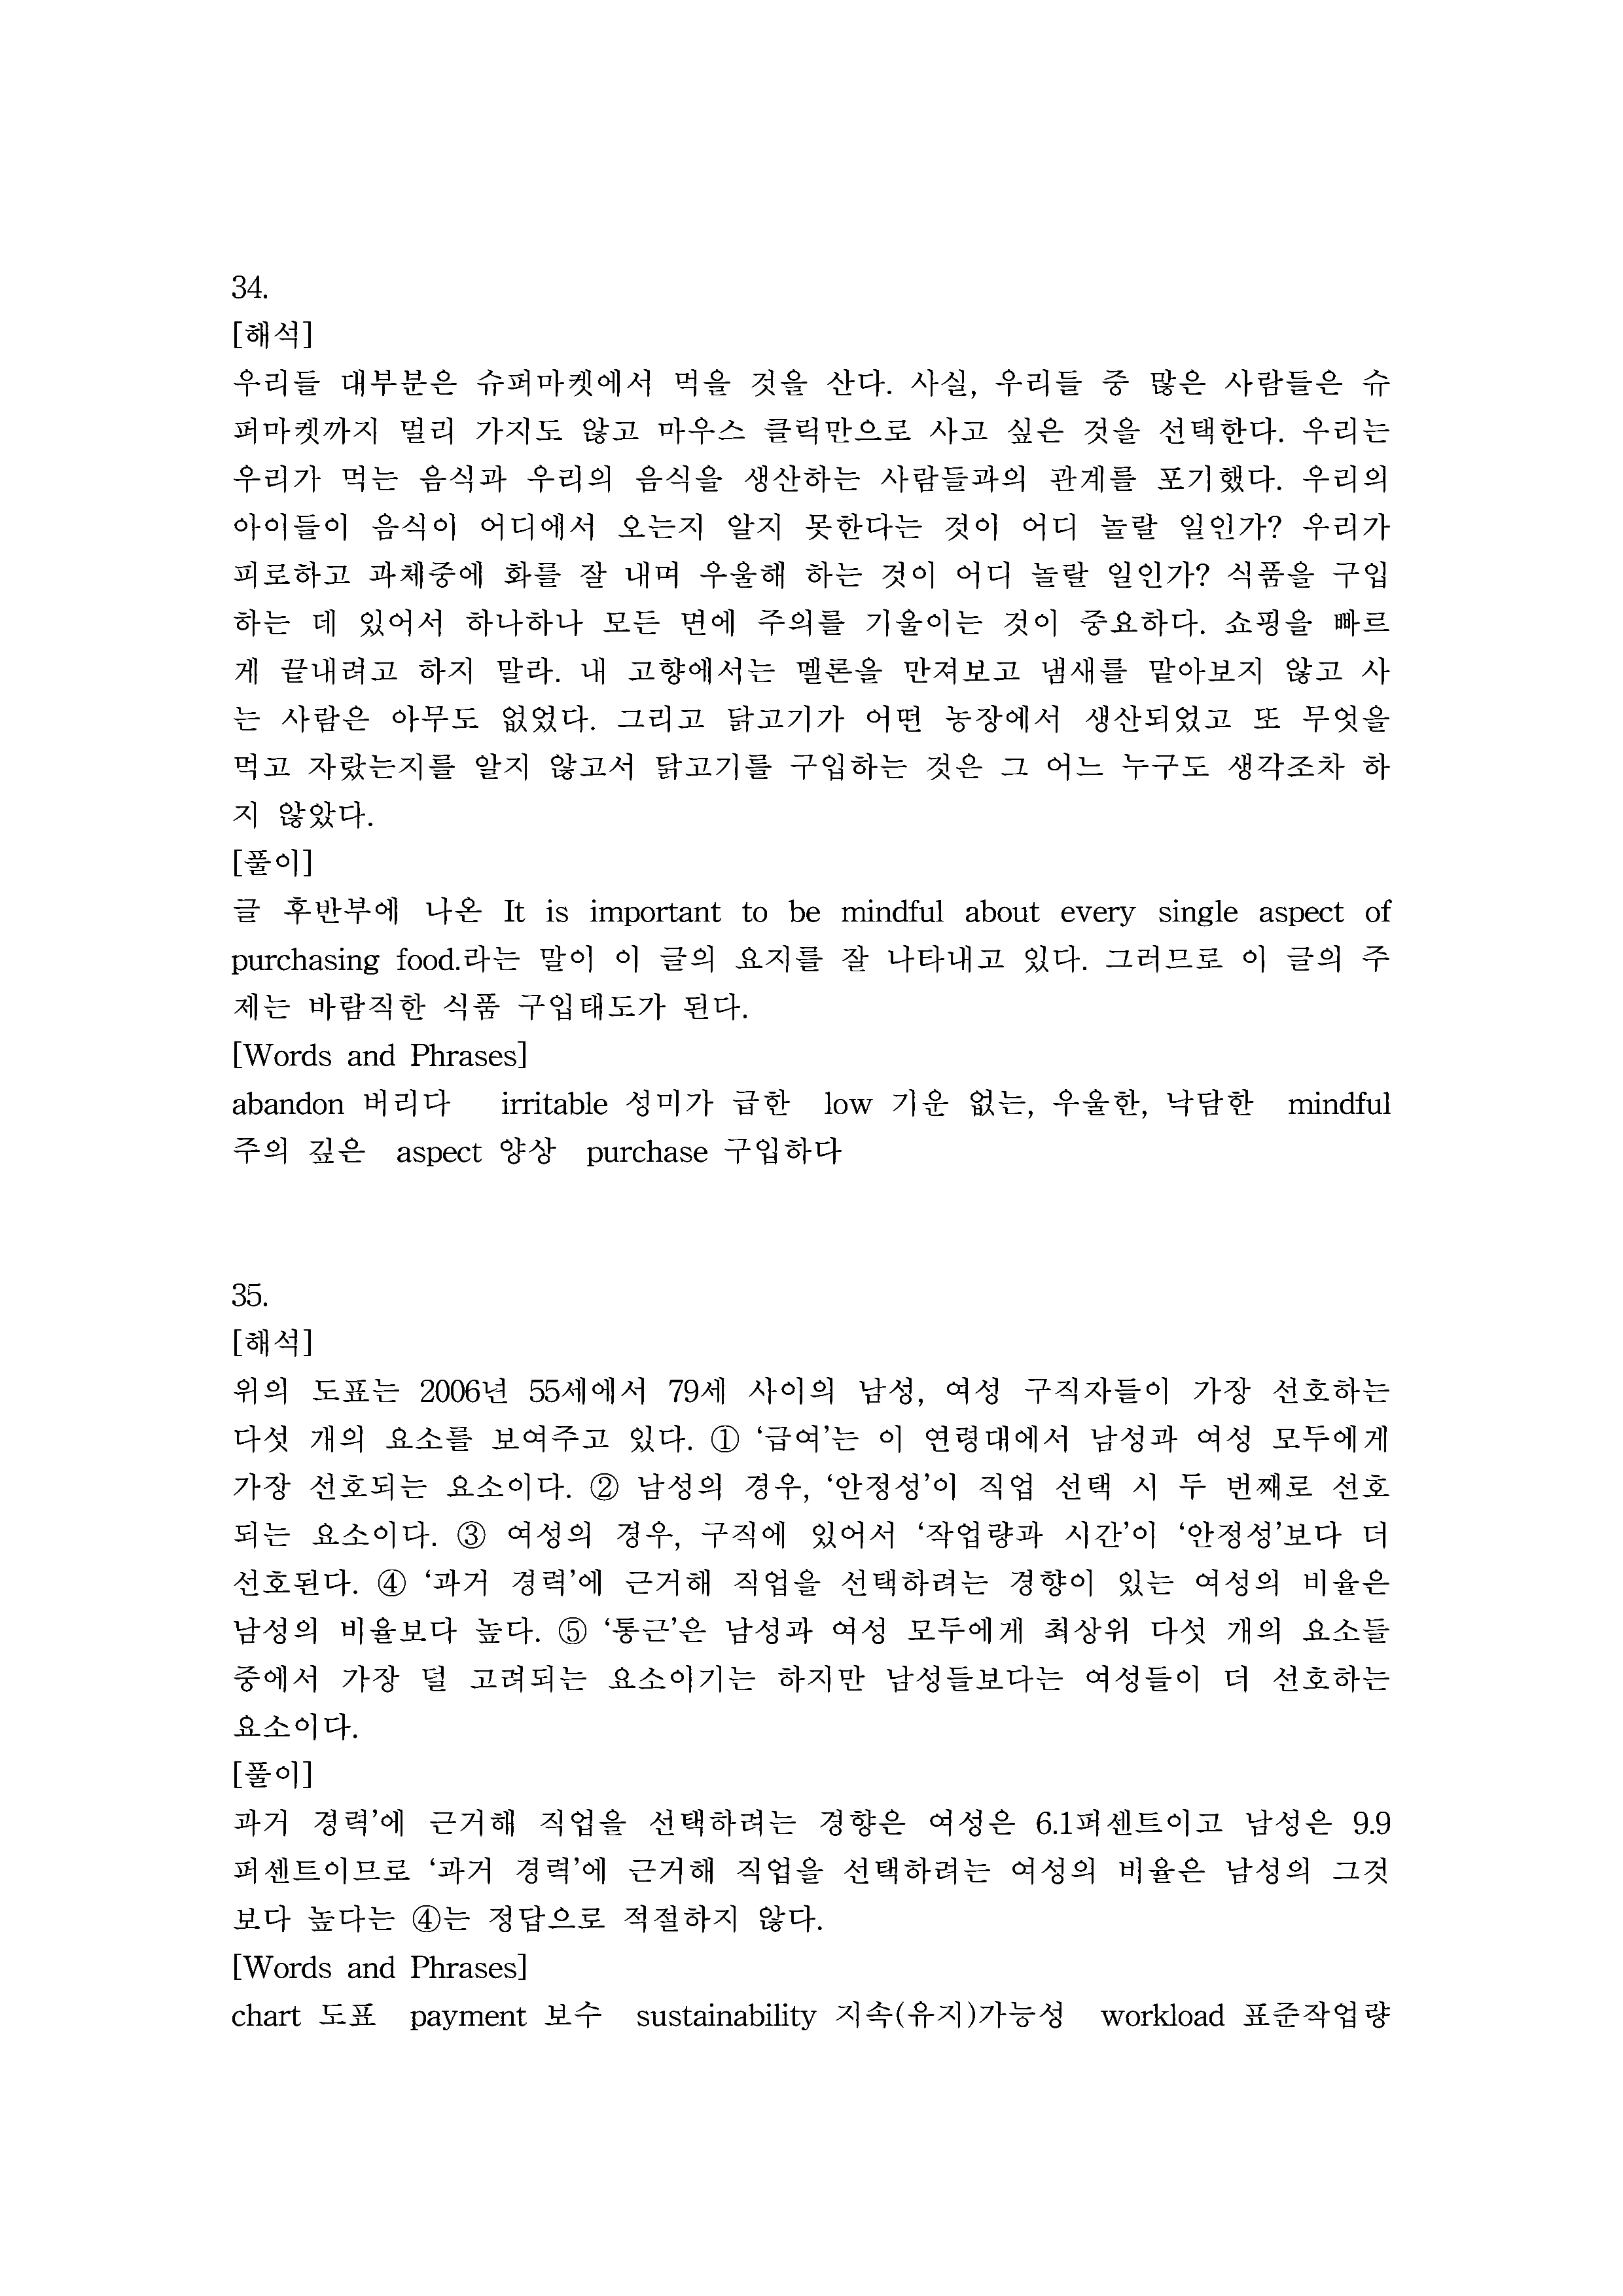 34.
[해석]
우리들 대부분은 슈퍼마켓에서 먹을 것을 산다. 사실, 우리들 중 많은 사람들은 슈
퍼마켓까지 멀리 가지도 않고 마우스 클릭만으로 사고 싶은 것을 선택한다. 우리는
우리가 먹는 음식과 우리의 음식을 생산하는 사람들과의 관계를 포기했다. 우리의
아이들이 음식이 어디에서 오는지 알지 못한다는 것이 어디 놀랄 일인가? 우리가
피로하고 과체중에 화를 잘 내며 우울해 하는 것이 어디 놀랄 일인가? 식품을 구입
하는 데 있어서 하나하나 모든 면에 주의를 기울이는 것이 중요하다. 쇼핑을 빠르
게 끝내려고 하지 말라. 내 고향에서는 멜론을 만져보고 냄새를 맡아보지 않고 사
는 사람은 아무도 없었다. 그리고 닭고기가 어떤 농장에서 생산되었고 또 무엇을
먹고 자랐는지를 알지 않고서 닭고기를 구입하는 것은 그 어느 누구도 생각조차 하
지 않았다.
[풀이]
글 후반부에 나온 It is important to be mindful about every single aspect of
purchasing food.라는 말이 이 글의 요지를 잘 나타내고 있다. 그러므로 이 글의 주
제는 바람직한 식품 구입태도가 된다.
[Words and Phrases]
abandon 버리다 irritable 성미가 급한 low 기운 없는, 우울한, 낙담한 mindful
주의 깊은 aspect 양상 purchase 구입하다
35.
[해석]
위의 도표는 2006년 55세에서 79세 사이의 남성, 여성 구직자들이 가장 선호하는
다섯 개의 요소를 보여주고 있다. ① ‘급여’는 이 연령대에서 남성과 여성 모두에게
가장 선호되는 요소이다. ② 남성의 경우, ‘안정성’이 직업 선택 시 두 번째로 선호
되는 요소이다. ③ 여성의 경우, 구직에 있어서 ‘작업량과 시간’이 ‘안정성’보다 더
선호된다. ④ ‘과거 경력’에 근거해 직업을 선택하려는 경향이 있는 여성의 비율은
남성의 비율보다 높다. ⑤ ‘통근’은 남성과 여성 모두에게 최상위 다섯 개의 요소들
중에서 가장 덜 고려되는 요소이기는 하지만 남성들보다는 여성들이 더 선호하는
요소이다.
[풀이]
과거 경력’에 근거해 직업을 선택하려는 경향은 여성은 6.1퍼센트이고 남성은 9.9
퍼센트이므로 ‘과거 경력’에 근거해 직업을 선택하려는 여성의 비율은 남성의 그것
보다 높다는 ④는 정답으로 적절하지 않다.
[Words and Phrases]
chart 도표 payment 보수 sustainability 지속(유지)가능성 workload 표준작업량